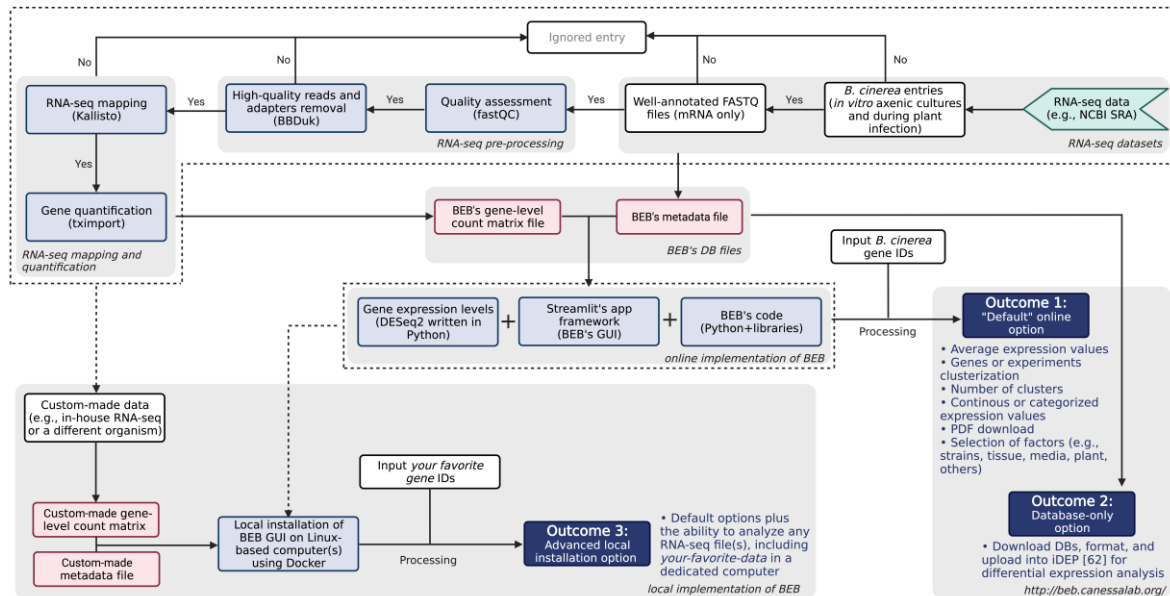 Ignored entry
No
No
No
No
RNA-seq mapping
(Kallisto)
Yes
High-quality reads and
adapters removal
(BBDuk)
Yes
Quality assessment
(fastQC)
Yes
Well-annotated FASTQ
files (mRNA only)
Yes
B. cinerea entries
(in vitro axenic cultures
and during plant
infection)
RNA-seq data
(e.g., NCBI SRA)
RNA-seq pre-processing
RNA-seq datasets
Yes
Gene quantification
(tximport)
RNA-seq mapping and
quantification
BEB's gene-level
count matrix file
BEB's metadata file
BEB's DB files
Input B. cinerea
gene IDs
Gene expression levels
(DESeq2 written in
Python)
+
Streamlit's app
framework
(BEB's GUI)
+
BEB's code
(Python+libraries)
online implementation of BEB
Processing
Outcome 1:
"Default" online
option
• Average expression values
• Genes or experiments
clusterization
• Number of clusters
• Continous or categorized
expression values
• PDF download
• Selection of factors (e.g.,
strains, tissue, media, plant,
others)
Outcome 2:
Database-only
option
• Download DBs, format, and
upload into iDEP [62] for
differential expression analysis
http://beb.canessalab.org/
Custom-made data
(e.g., in-house RNA-seq
or a different organism)
Custom-made gene-
level count matrix
Custom-made
metadata file
Local installation of
BEB GUI on Linux-
based computer(s)
using Docker
Input your favorite
gene IDs
Processing
Outcome 3:
Advanced local
installation option
• Default options plus
the ability to analyze any
RNA-seq file(s), including
your-favorite-data in a
dedicated computer
local implementation of BEB